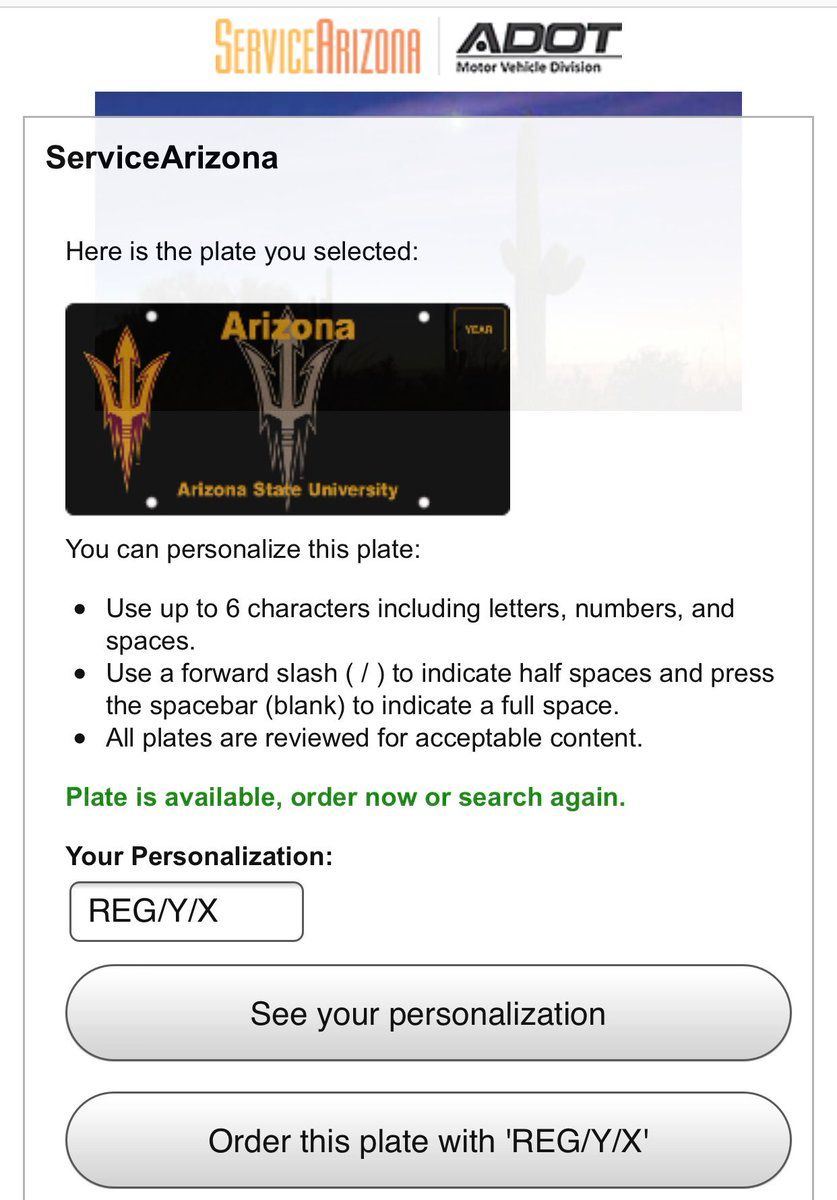 SERVICEARIZONA
ADOT
Motor Vehicle Division
ServiceArizona
Here is the plate you selected:
Arizona
YEAR
Arizona State University
You can personalize this plate:
• Use up to 6 characters including letters, numbers, and
spaces.
• Use a forward slash ( / ) to indicate half spaces and press
the spacebar (blank) to indicate a full space.
• All plates are reviewed for acceptable content.
Plate is available, order now or search again.
Your Personalization:
REG/Y/X
See your personalization
Order this plate with 'REG/Y/X'